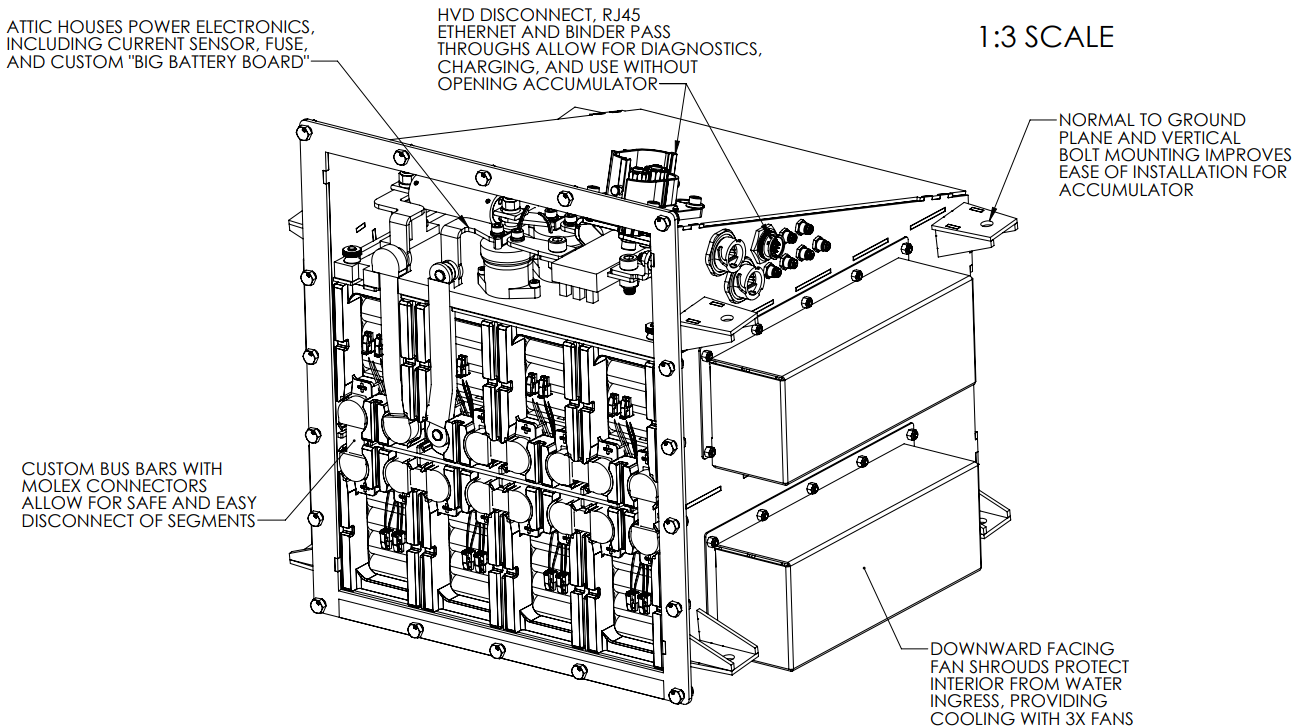 ATTIC HOUSES POWER ELECTRONICS,
INCLUDING CURRENT SENSOR, FUSE,
AND CUSTOM "BIG BATTERY BOARD"
HVD DISCONNECT, RJ45
ETHERNET AND BINDER PASS
THROUGHS ALLOW FOR DIAGNOSTICS,
CHARGING, AND USE WITHOUT
OPENING ACCUMULATOR
1:3 SCALE
NORMAL TO GROUND
PLANE AND VERTICAL
BOLT MOUNTING IMPROVES
EASE OF INSTALLATION FOR
ACCUMULATOR
CUSTOM BUS BARS WITH
MOLEX CONNECTORS
ALLOW FOR SAFE AND EASY
DISCONNECT OF SEGMENTS
DOWNWARD FACING
FAN SHROUDS PROTECT
INTERIOR FROM WATER
INGRESS, PROVIDING
COOLING WITH 3X FANS